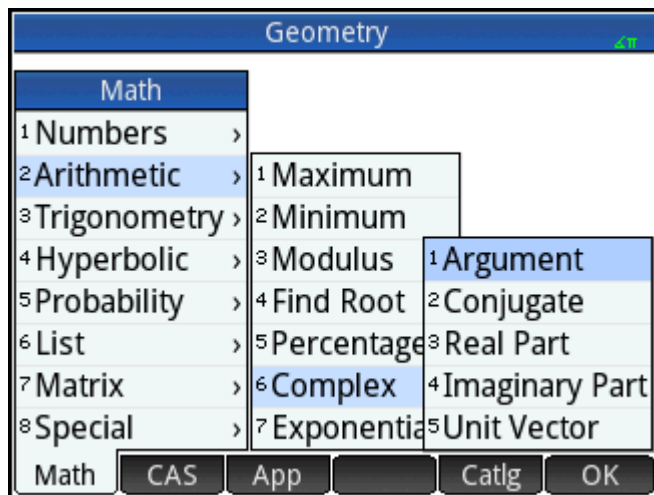 Geometry
∡π
Math
1 Numbers ›
2 Arithmetic ›
3 Trigonometry ›
4 Hyperbolic ›
5 Probability ›
6 List ›
7 Matrix ›
8 Special ›
1 Maximum
2 Minimum
3 Modulus
4 Find Root
5 Percentage
6 Complex
7 Exponentia
1 Argument
2 Conjugate
3 Real Part
4 Imaginary Part
5 Unit Vector
Math CAS App Catlg OK